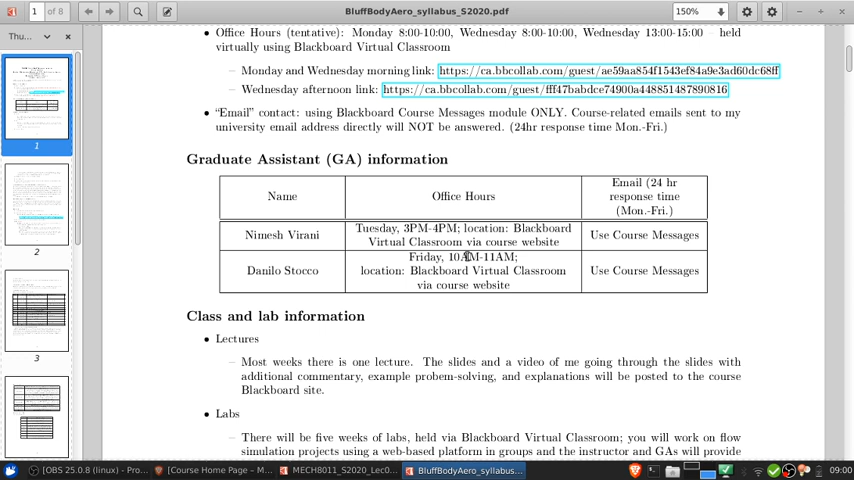 1 of 8
BluffBodyAero_syllabus_S2020.pdf
150%
Thu...
• Office Hours (tentative): Monday 8:00-10:00, Wednesday 8:00-10:00, Wednesday 13:00-15:00 – held
virtually using Blackboard Virtual Classroom
– Monday and Wednesday morning link: https://ca.bbcollab.com/guest/ae59aa854f1543ef84a9e3ad60dc68ff
– Wednesday afternoon link: https://ca.bbcollab.com/guest/fff47babdce74900a448851487890816
• “Email” contact: using Blackboard Course Messages module ONLY. Course-related emails sent to my
university email address directly will NOT be answered. (24hr response time Mon.-Fri.)
Graduate Assistant (GA) information
Name
Office Hours
Email (24 hr
response time
(Mon.-Fri.)
Nimesh Virani
Tuesday, 3PM-4PM; location: Blackboard
Virtual Classroom via course website
Use Course Messages
Danilo Stocco
Friday, 10AM-11AM;
location: Blackboard Virtual Classroom
via course website
Use Course Messages
Class and lab information
• Lectures
– Most weeks there is one lecture. The slides and a video of me going through the slides with
additional commentary, example probem-solving, and explanations will be posted to the course
Blackboard site.
• Labs
– There will be five weeks of labs, held via Blackboard Virtual Classroom; you will work on flow
simulation projects using a web-based platform in groups and the instructor and GAs will provide
1
2
3
[OBS 25.0.8 (linux) - Pro...
[Course Home Page – M...
MECH8011_S2020_Lec0...
BluffBodyAero_syllabus...
09:00